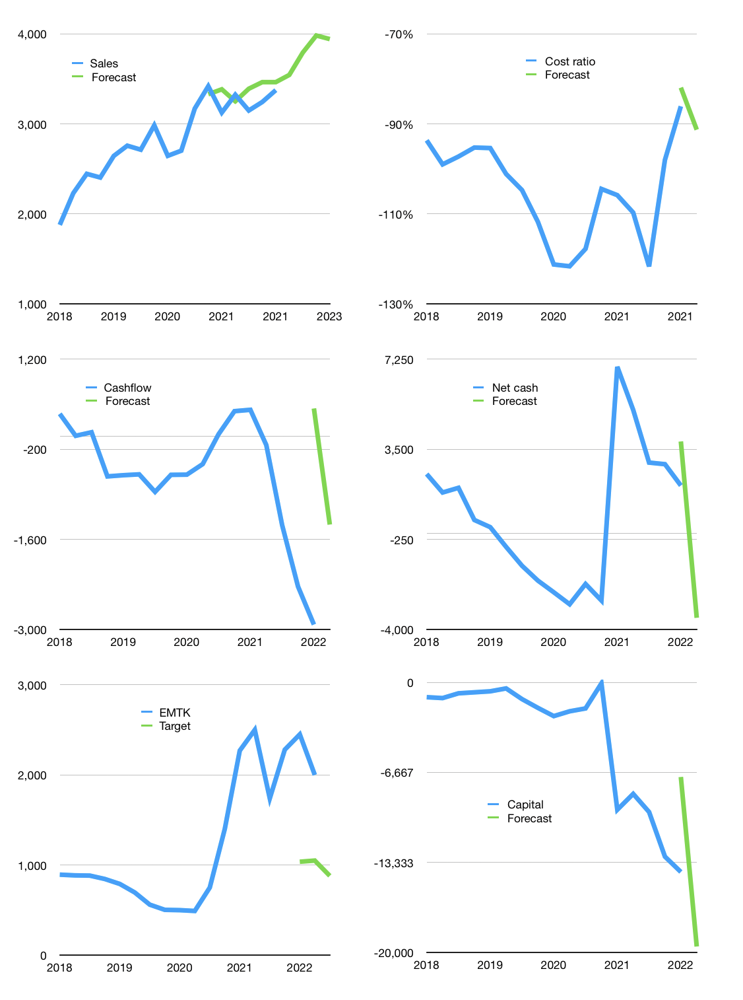 4,000
Sales
Forecast
3,000
2,000
1,000
2018 2019 2020 2021 2021 2023
-70%
Cost ratio
Forecast
-90%
-110%
-130%
2018 2019 2020 2021 2021
1,200
Cashflow
Forecast
-200
-1,600
-3,000
2018 2019 2020 2021 2022
7,250
Net cash
Forecast
3,500
-250
-4,000
2018 2019 2020 2021 2022
3,000
EMTK
Target
2,000
1,000
0
2018 2019 2020 2021 2022
0
-6,667
Capital
Forecast
-13,333
-20,000
2018 2019 2020 2021 2022